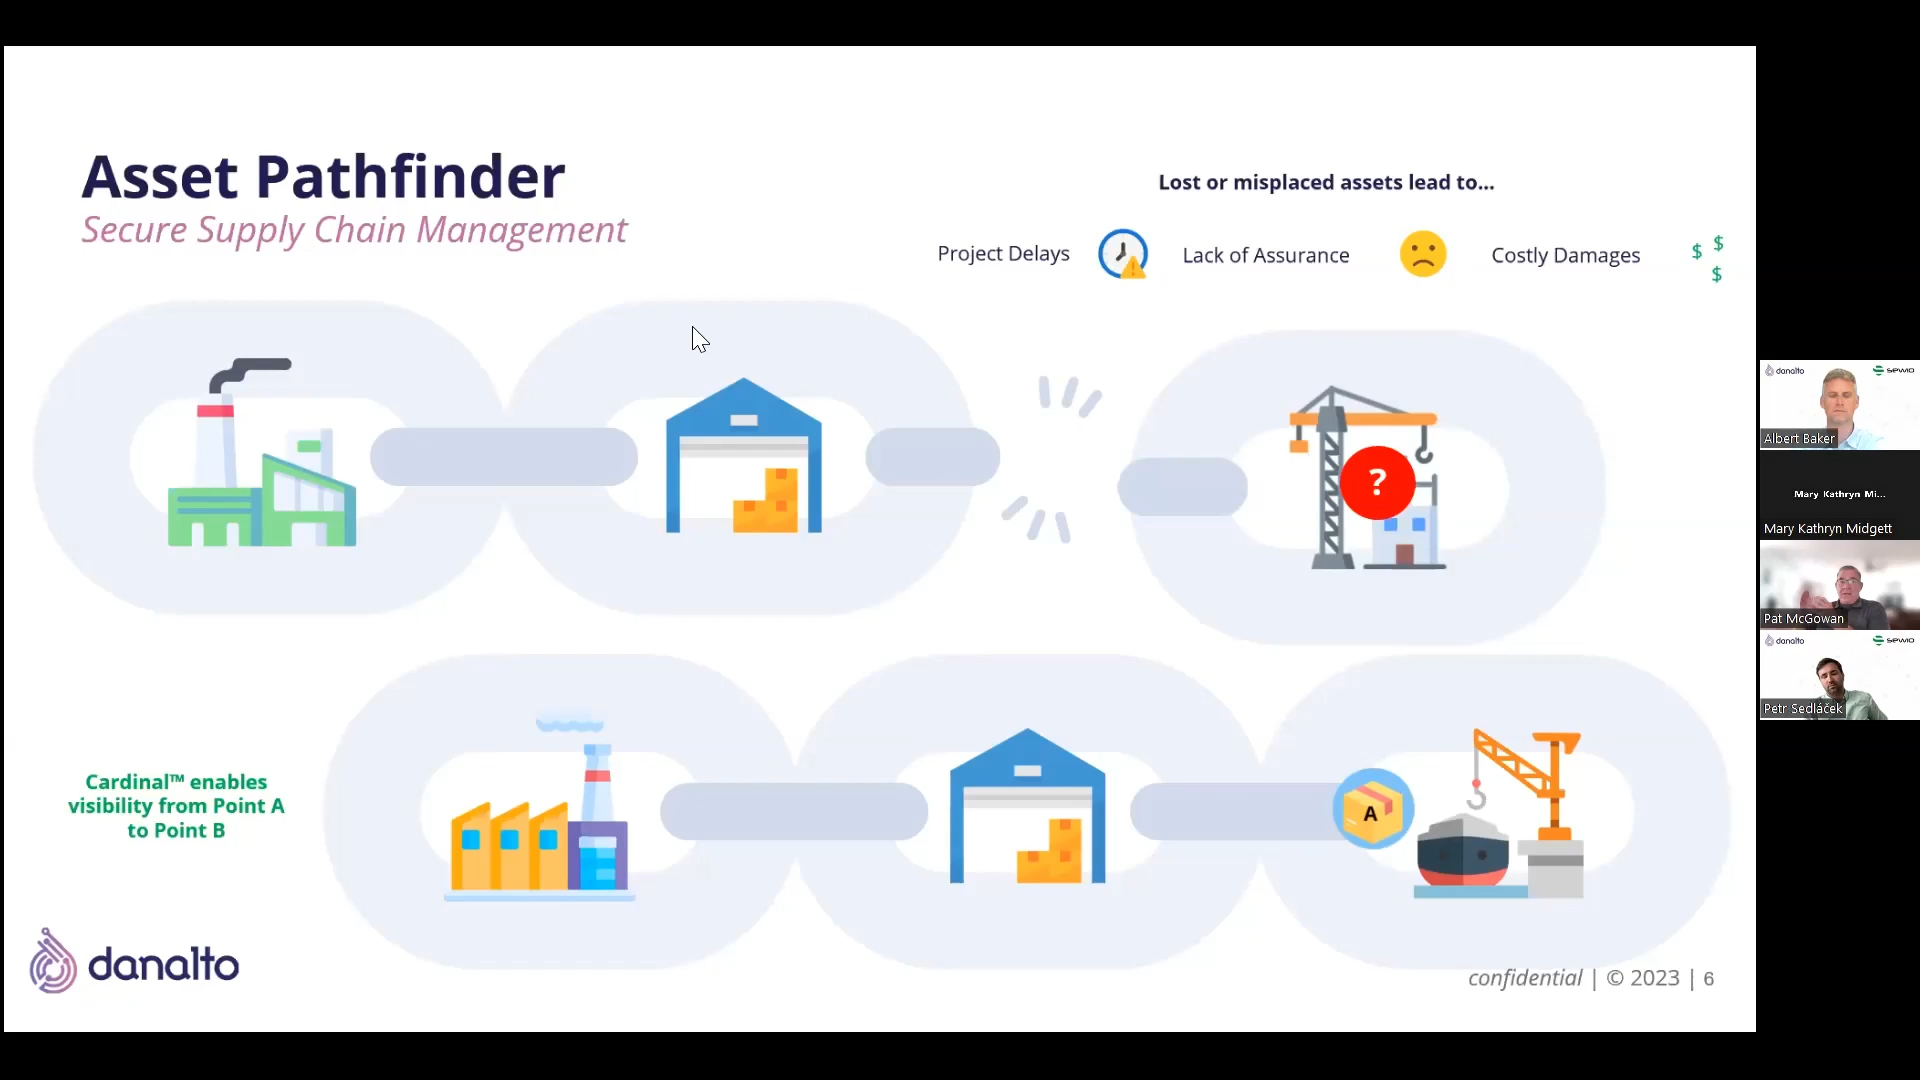 Asset Pathfinder
Secure Supply Chain Management
Lost or misplaced assets lead to...
Project Delays
Lack of Assurance
Costly Damages
$ $
$
?
Cardinal™ enables
visibility from Point A
to Point B
A
danalto
confidential | © 2023 | 6
danalto
SEWIO
Albert Baker
Mary Kathryn Mi...
Mary Kathryn Midgett
Pat McGowan
danalto
SEWIO
Petr Sedláček